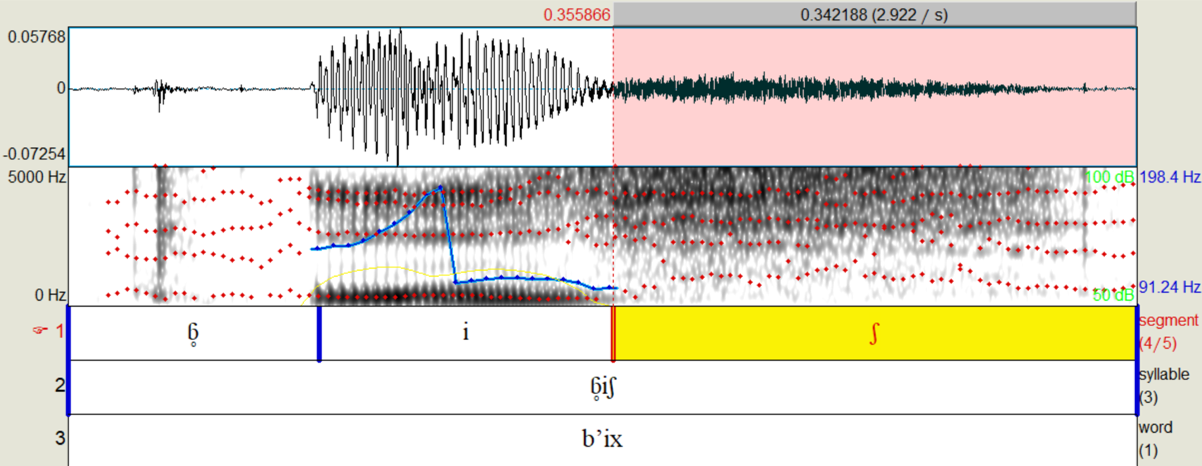 0.355866 0.342188 (2.922 / s)
0.05768
0
-0.07254
5000 Hz 100 dB 198.4 Hz
0 Hz 50 dB 91.24 Hz
☞ 1 ɓ̥ i ʃ segment (4/5)
2 ɓ̥iʃ syllable (3)
3 b’ix word (1)